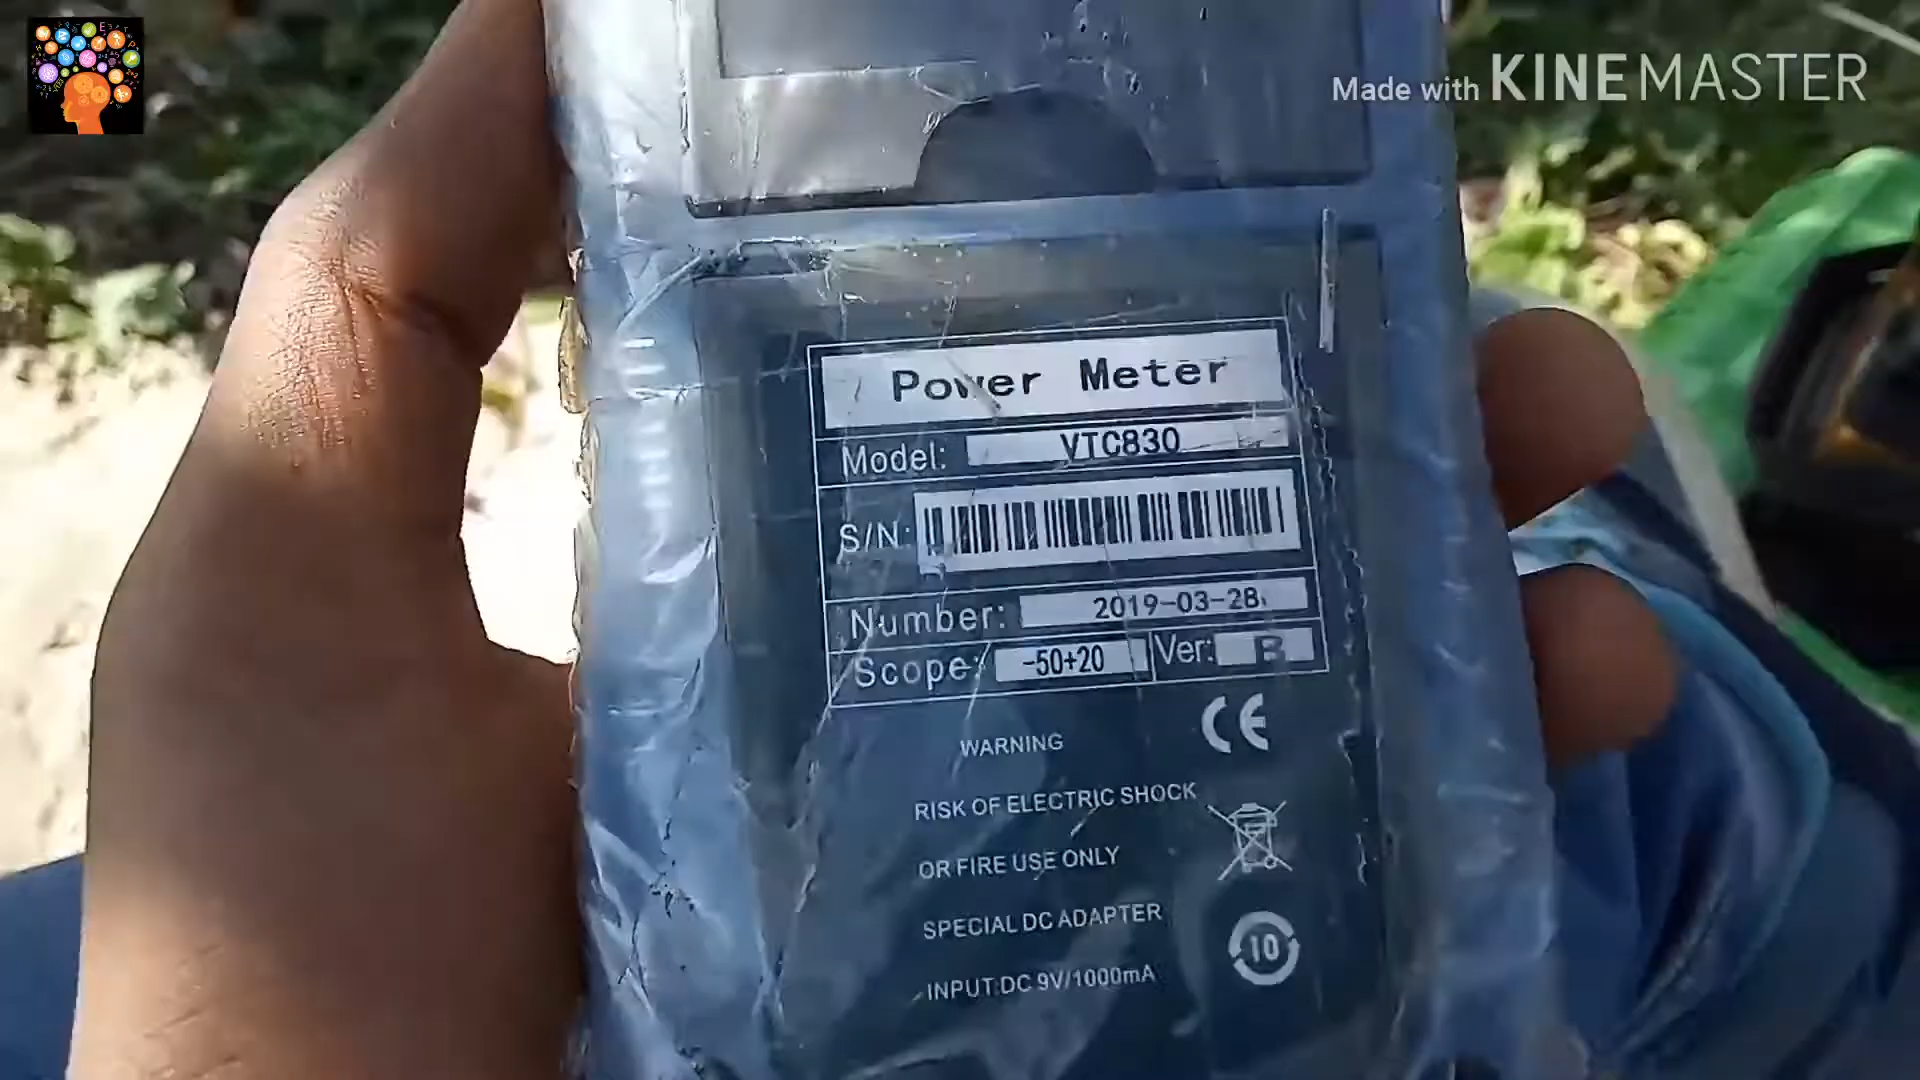 Made with KINEMASTER
Power Meter
Model: VTC830
S/N:
Number: 2019-03-28
Scope: -50+20 Ver: B
CE
WARNING
RISK OF ELECTRIC SHOCK
OR FIRE USE ONLY
SPECIAL DC ADAPTER
INPUT:DC 9V/1000mA
10